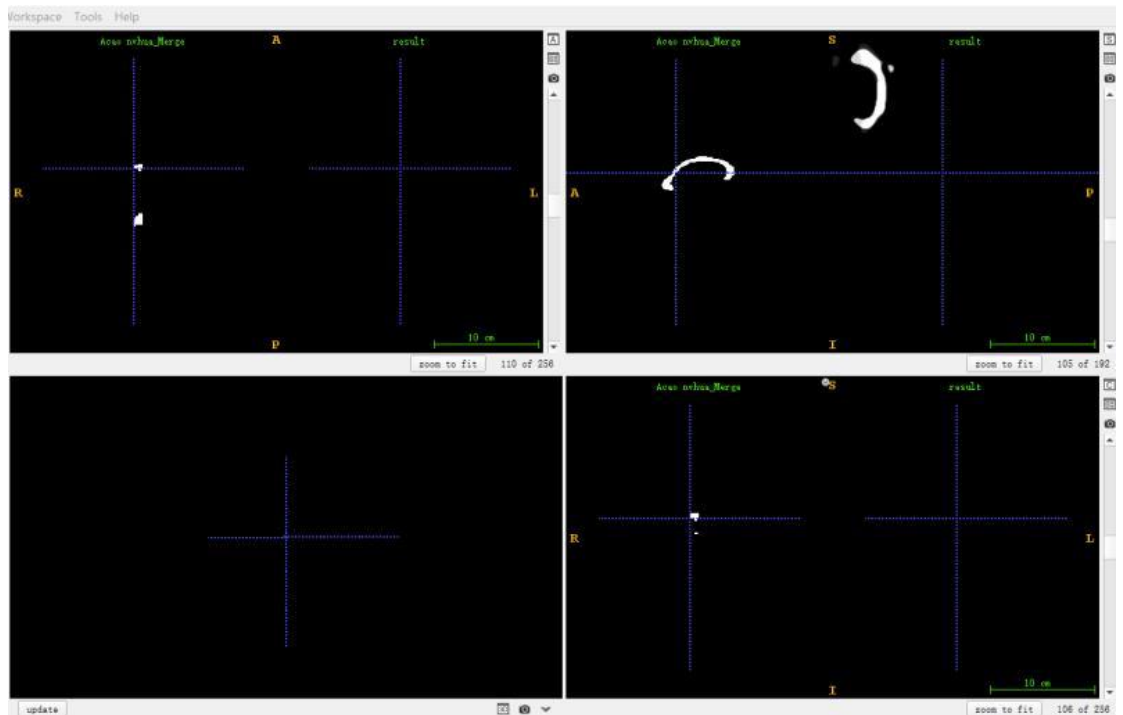 Workspace Tools Help
Acas nvhua_Merge A result A
R L
10 cm
P
zoom to fit 110 of 256
Acas nvhua_Merge S result S
A P
10 cm
I
zoom to fit 105 of 192
update
Acas nvhua_Merge S result C
R L
10 cm
I
zoom to fit 106 of 256